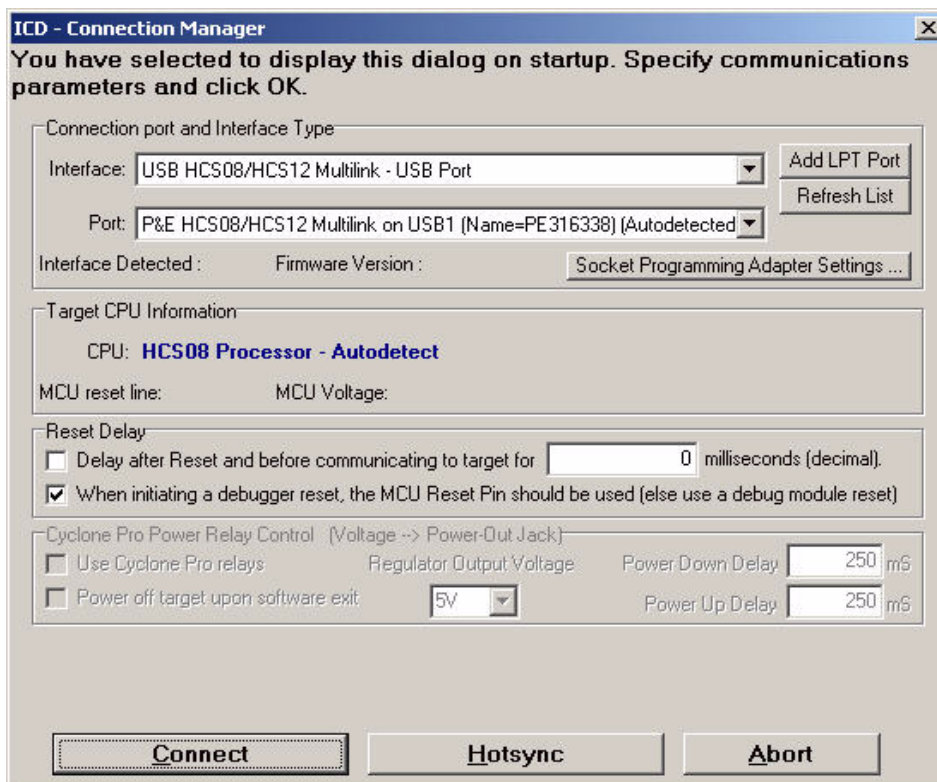 ICD - Connection Manager
You have selected to display this dialog on startup. Specify communications
parameters and click OK.
Connection port and Interface Type
Interface: USB HCS08/HCS12 Multilink - USB Port
Add LPT Port
Refresh List
Port: P&E HCS08/HCS12 Multilink on USB1 (Name=PE316338) (Autodetected
Interface Detected : Firmware Version : Socket Programming Adapter Settings ...
Target CPU Information
CPU: HCS08 Processor - Autodetect
MCU reset line: MCU Voltage:
Reset Delay
Delay after Reset and before communicating to target for 0 milliseconds (decimal).
When initiating a debugger reset, the MCU Reset Pin should be used (else use a debug module reset)
Cyclone Pro Power Relay Control (Voltage --> Power-Out Jack)
Use Cyclone Pro relays Regulator Output Voltage Power Down Delay 250 mS
Power off target upon software exit 5V Power Up Delay 250 mS
Connect Hotsync Abort